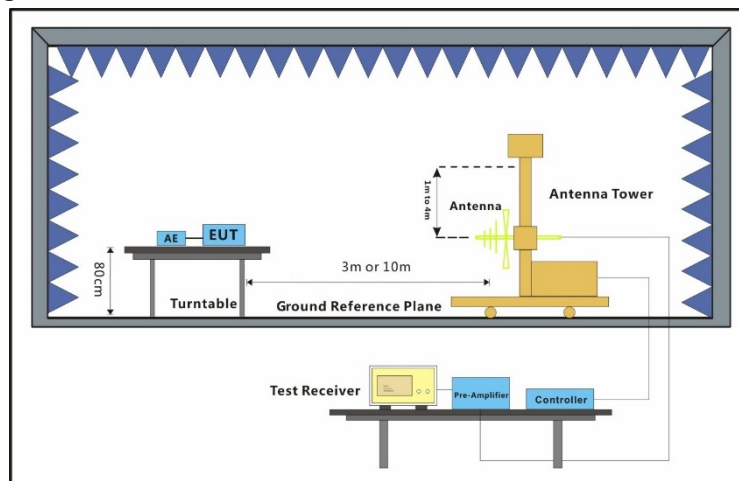 1m to 4m
Antenna
Antenna Tower
AE
EUT
80cm
3m or 10m
Turntable
Ground Reference Plane
Test Receiver
Pre-Amplifier
Controller